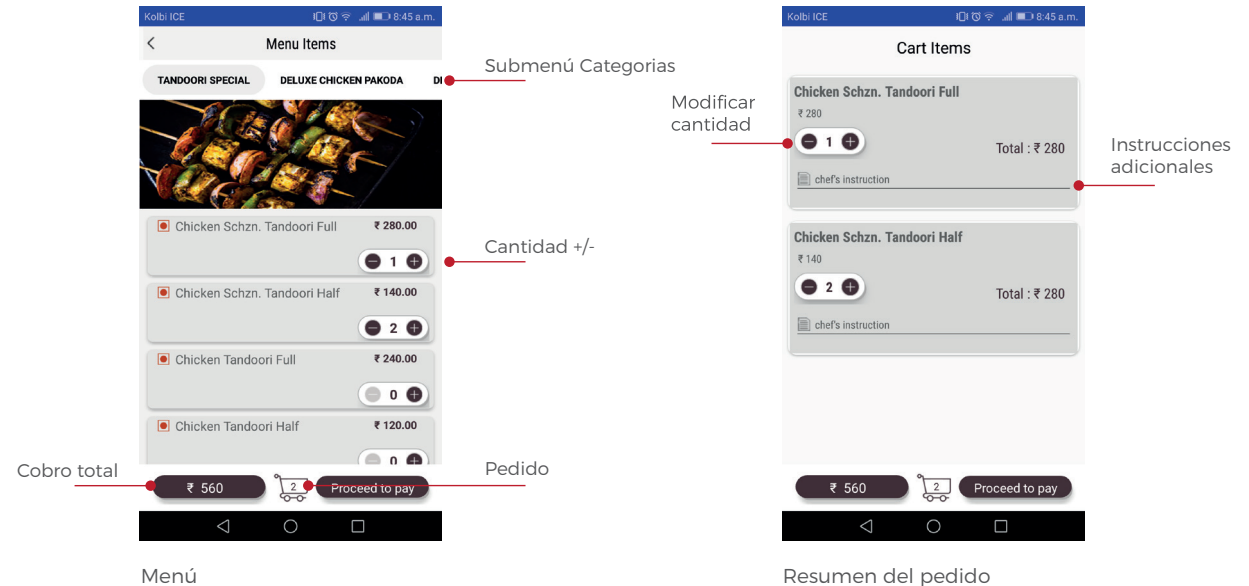 Kolbi ICE 8:45 a.m.
Menu Items
TANDOORI SPECIAL DELUXE CHICKEN PAKODA
Submenú Categorias
Chicken Schzn. Tandoori Full ₹ 280.00
1
Cantidad +/-
Chicken Schzn. Tandoori Half ₹ 140.00
2
Chicken Tandoori Full ₹ 240.00
0
Chicken Tandoori Half ₹ 120.00
0
Cobro total
₹ 560 2 Proceed to pay
Pedido
Menú
Kolbi ICE 8:45 a.m.
Cart Items
Modificar
cantidad
Chicken Schzn. Tandoori Full
₹ 280
1
Total : ₹ 280
chef's instruction
Instrucciones
adicionales
Chicken Schzn. Tandoori Half
₹ 140
2
Total : ₹ 280
chef's instruction
₹ 560 2 Proceed to pay
Resumen del pedido